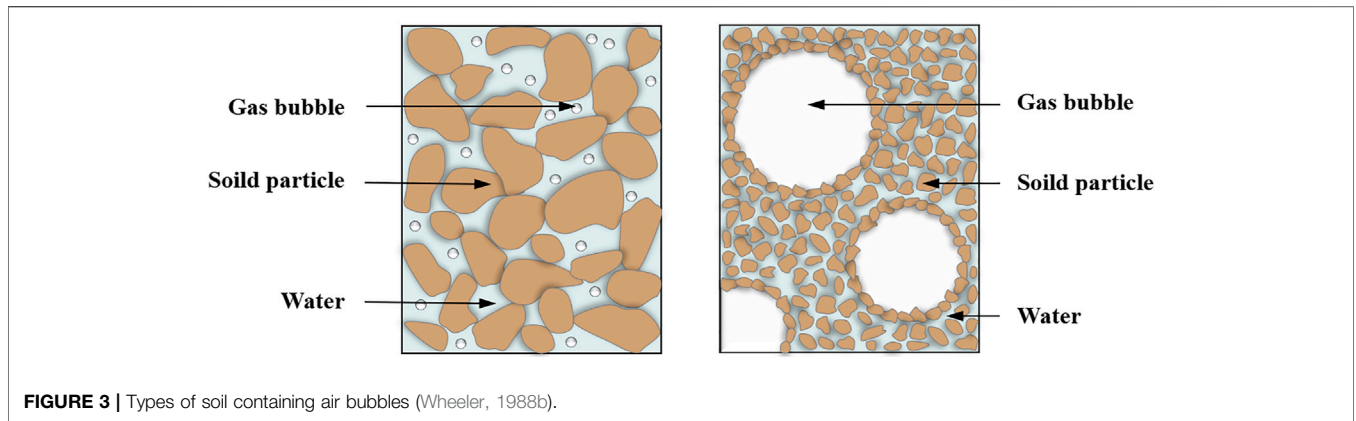 Gas bubble
Soild particle
Water
Gas bubble
Soild particle
Water
FIGURE 3 | Types of soil containing air bubbles (Wheeler, 1988b).